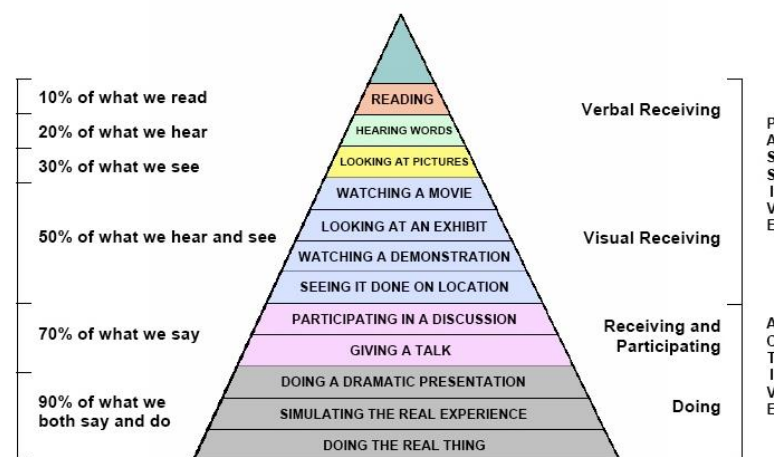 10% of what we read
20% of what we hear
30% of what we see
50% of what we hear and see
70% of what we say
90% of what we
both say and do
READING
HEARING WORDS
LOOKING AT PICTURES
WATCHING A MOVIE
LOOKING AT AN EXHIBIT
WATCHING A DEMONSTRATION
SEEING IT DONE ON LOCATION
PARTICIPATING IN A DISCUSSION
GIVING A TALK
DOING A DRAMATIC PRESENTATION
SIMULATING THE REAL EXPERIENCE
DOING THE REAL THING
Verbal Receiving
Visual Receiving
Receiving and
Participating
Doing
PASSIVE
ACTIVE